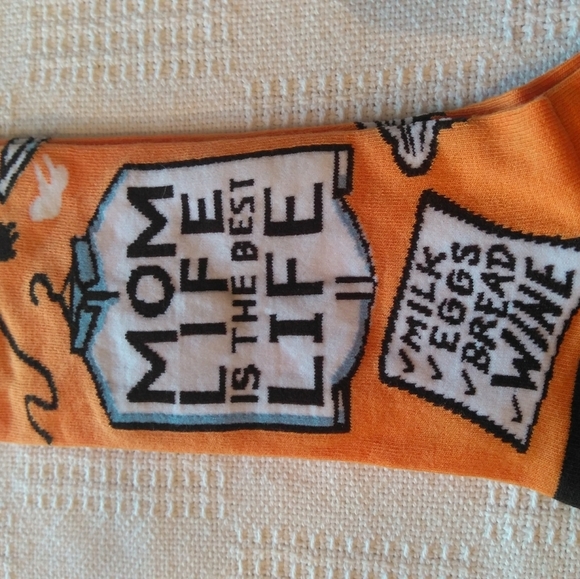 MOM
LIFE
IS THE BEST
LIFE
✓MILK
✓EGGS
✓BREAD
✓WINE